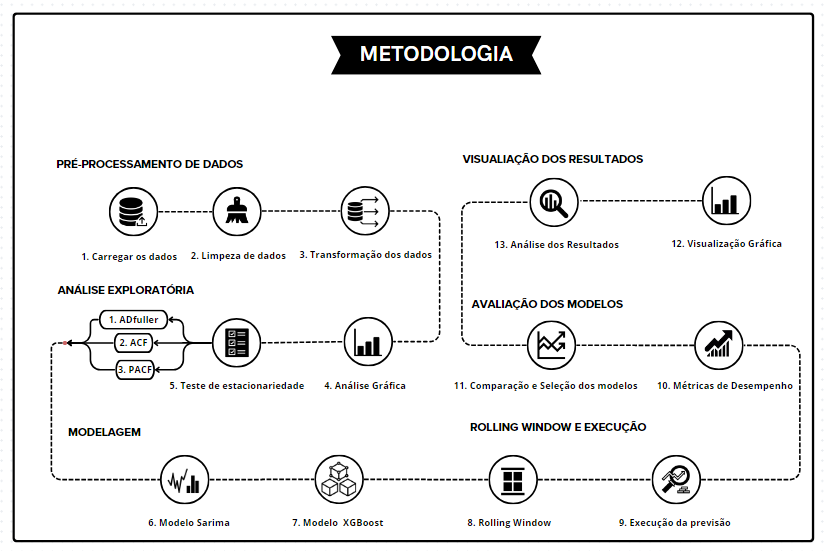 METODOLOGIA
PRÉ-PROCESSAMENTO DE DADOS
1. Carregar os dados
2. Limpeza de dados
3. Transformação dos dados
ANÁLISE EXPLORATÓRIA
1. ADfuller
2. ACF
3. PACF
5. Teste de estacionariedade
4. Análise Gráfica
MODELAGEM
6. Modelo Sarima
7. Modelo XGBoost
VISUALIAÇÃO DOS RESULTADOS
13. Análise dos Resultados
12. Visualização Gráfica
AVALIAÇÃO DOS MODELOS
11. Comparação e Seleção dos modelos
10. Métricas de Desempenho
ROLLING WINDOW E EXECUÇÃO
8. Rolling Window
9. Execução da previsão